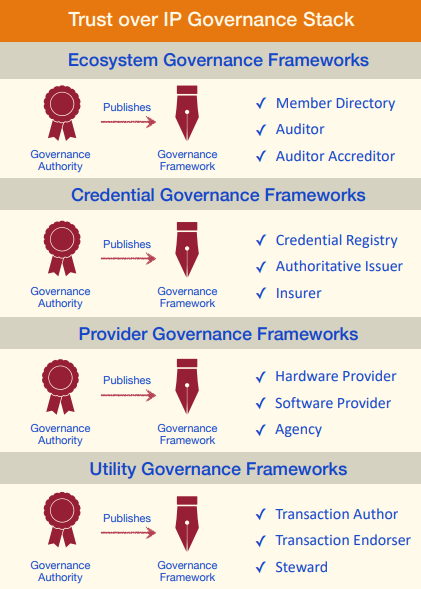 Trust over IP Governance Stack
Ecosystem Governance Frameworks
Publishes
Governance
Authority
Governance
Framework
✓ Member Directory
✓ Auditor
✓ Auditor Accreditor
Credential Governance Frameworks
Publishes
Governance
Authority
Governance
Framework
✓ Credential Registry
✓ Authoritative Issuer
✓ Insurer
Provider Governance Frameworks
Publishes
Governance
Authority
Governance
Framework
✓ Hardware Provider
✓ Software Provider
✓ Agency
Utility Governance Frameworks
Publishes
Governance
Authority
Governance
Framework
✓ Transaction Author
✓ Transaction Endorser
✓ Steward